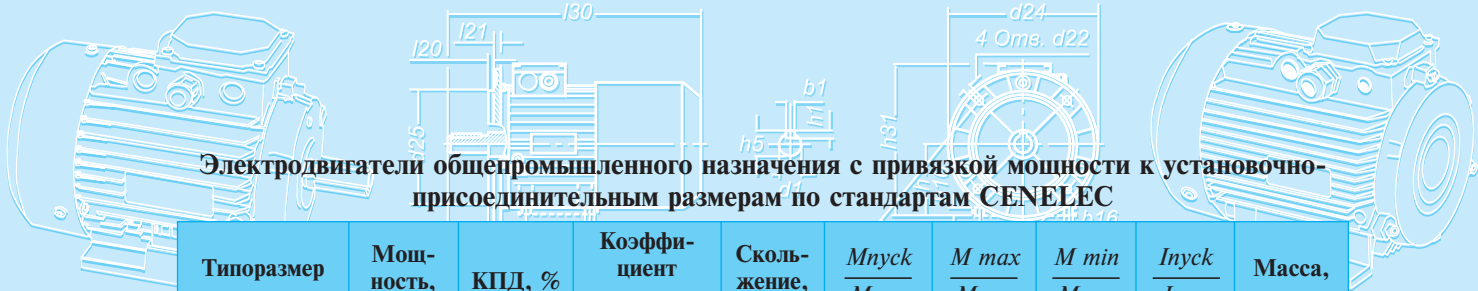 l30
d24
l21
l20
4 Отв. d22
b1
h1
h31
l25
h5
d1
b16
Электродвигатели общепромышленного назначения с привязкой мощности к установочно-
присоединительным размерам по стандартам CENELEC
Типоразмер
Мощ-
ность,
КПД, %
Коэффи-
циент
Сколь-
жение,
Мпуск
M max
M min
Iпуск
Масса,